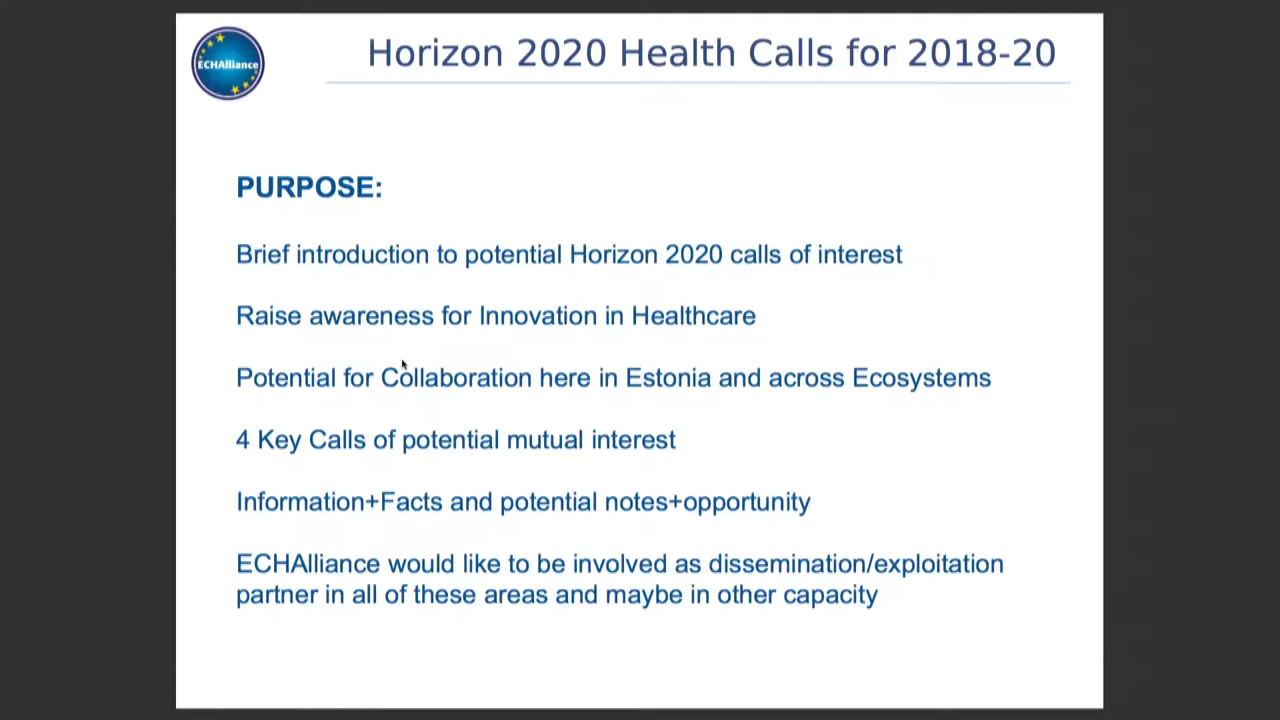 ECHAlliance
Horizon 2020 Health Calls for 2018-20
PURPOSE:
Brief introduction to potential Horizon 2020 calls of interest
Raise awareness for Innovation in Healthcare
Potential for Collaboration here in Estonia and across Ecosystems
4 Key Calls of potential mutual interest
Information+Facts and potential notes+opportunity
ECHAlliance would like to be involved as dissemination/exploitation
partner in all of these areas and maybe in other capacity